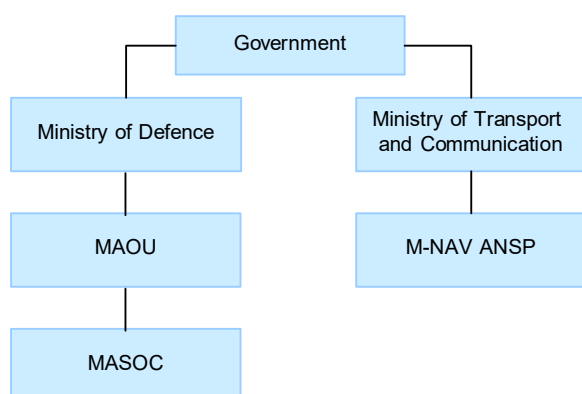 Government
Ministry of Defence
Ministry of Transport
and Communication
MAOU
M-NAV ANSP
MASOC